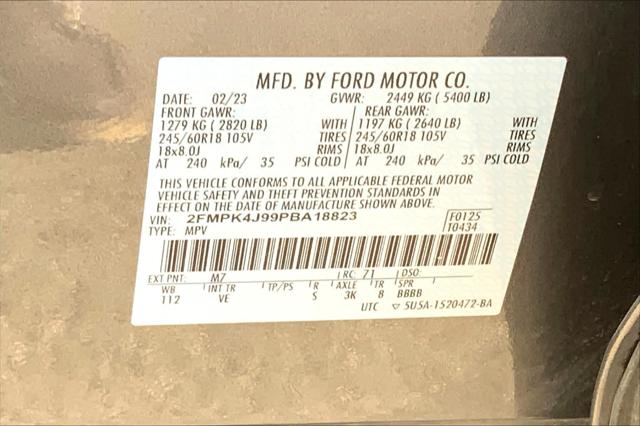 MFD. BY FORD MOTOR CO.
DATE: 02/23 GVWR: 2449 KG ( 5400 LB)
FRONT GAWR: REAR GAWR:
1279 KG ( 2820 LB) WITH 1197 KG ( 2640 LB) WITH
245/60R18 105V TIRES 245/60R18 105V TIRES
18x8.0J RIMS 18x8.0J RIMS
AT 240 kPa/ 35 PSI COLD AT 240 kPa/ 35 PSI COLD
THIS VEHICLE CONFORMS TO ALL APPLICABLE FEDERAL MOTOR
VEHICLE SAFETY AND THEFT PREVENTION STANDARDS IN
EFFECT ON THE DATE OF MANUFACTURE SHOWN ABOVE.
VIN: 2FMPK4J99PBA18823 F0125
TYPE: MPV T0434
EXT PNT: M7 RC: 71 DSO:
WB INT TR TP/PS R AXLE TR SPR
112 VE S 3K 8 BBBB
UTC ▽ 5U5A-1520472-BA